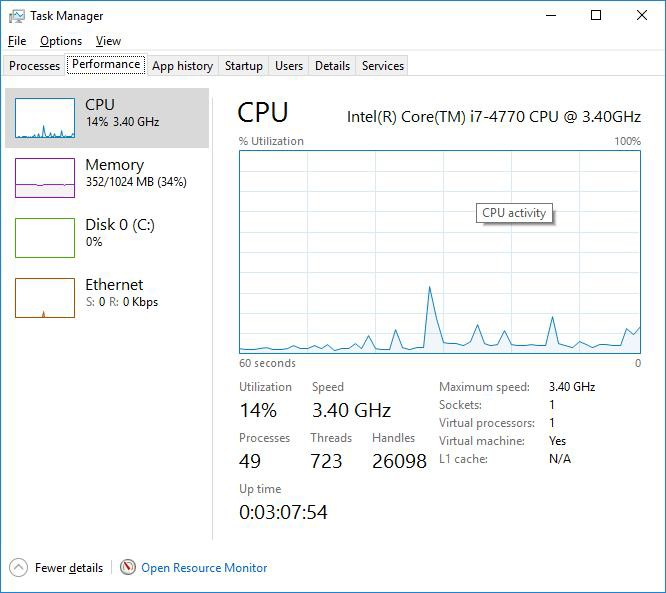 Task Manager
File Options View
Processes Performance App history Startup Users Details Services
CPU
14% 3.40 GHz
Memory
352/1024 MB (34%)
Disk 0 (C:)
0%
Ethernet
S: 0 R: 0 Kbps
CPU Intel(R) Core(TM) i7-4770 CPU @ 3.40GHz
% Utilization 100%
CPU activity
60 seconds 0
Utilization Speed
14% 3.40 GHz
Processes Threads Handles
49 723 26098
Up time
0:03:07:54
Maximum speed: 3.40 GHz
Sockets: 1
Virtual processors: 1
Virtual machine: Yes
L1 cache: N/A
Fewer details Open Resource Monitor